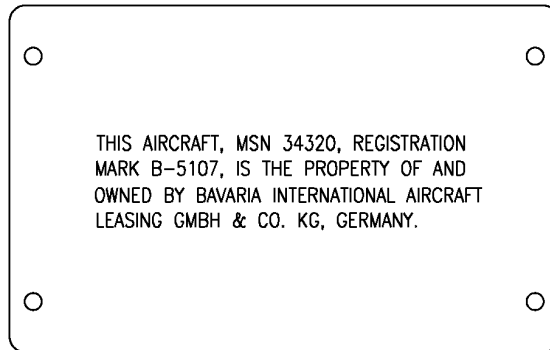 THIS AIRCRAFT, MSN 34320, REGISTRATION
MARK B-5107, IS THE PROPERTY OF AND
OWNED BY BAVARIA INTERNATIONAL AIRCRAFT
LEASING GMBH & CO. KG, GERMANY.